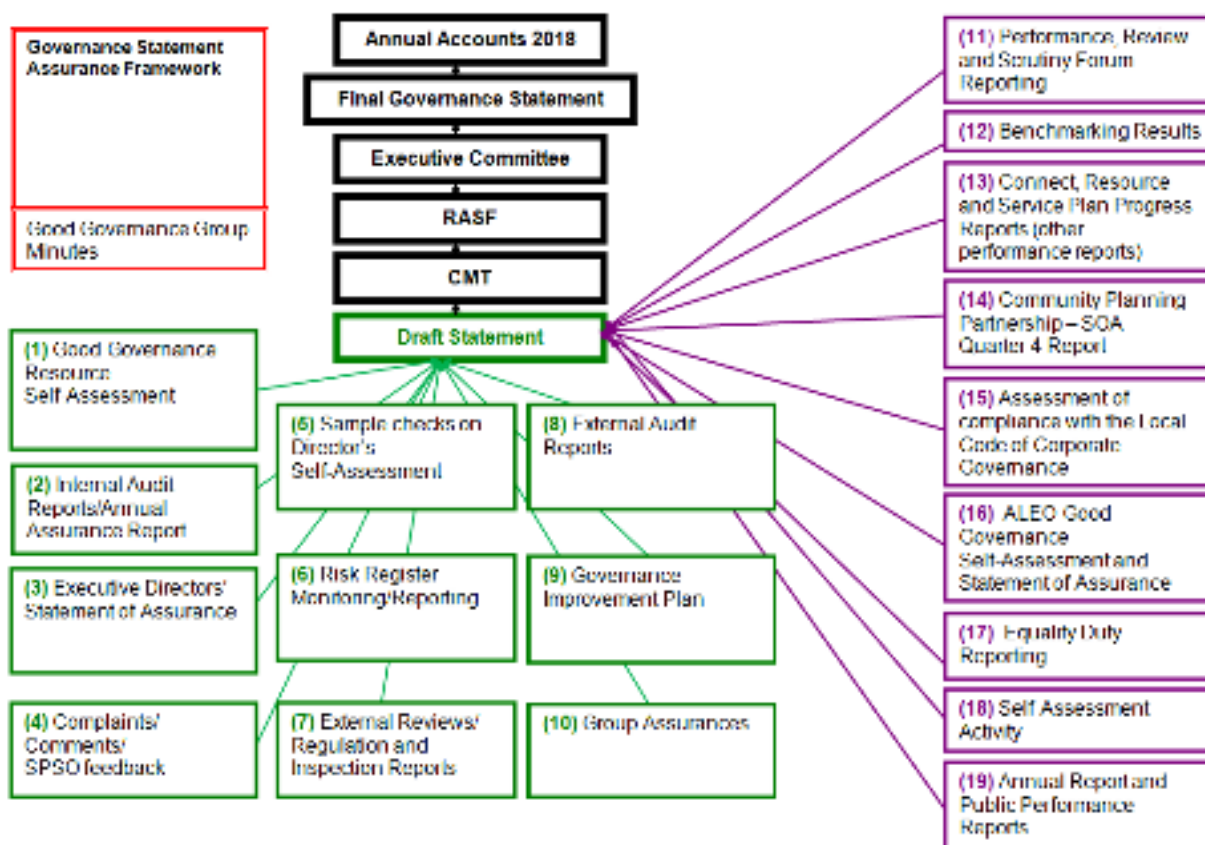 Governance Statement
Assurance Framework
Good Governance Group
Minutes
Annual Accounts 2018
Final Governance Statement
Executive Committee
RASF
CMT
Draft Statement
(1) Good Governance
Resource
Self Assessment
(2) Internal Audit
Reports/Annual
Assurance Report
(3) Executive Directors'
Statement of Assurance
(4) Complaints/
Comments/
SPSO feedback
(5) Sample checks on
Director's
Self-Assessment
(6) Risk Register
Monitoring/Reporting
(7) External Reviews/
Regulation and
Inspection Reports
(8) External Audit
Reports
(9) Governance
Improvement Plan
(10) Group Assurances
(11) Performance, Review
and Scrutiny Forum
Reporting
(12) Benchmarking Results
(13) Connect, Resource
and Service Plan Progress
Reports (other
performance reports)
(14) Community Planning
Partnership – SOA
Quarter 4 Report
(15) Assessment of
compliance with the Local
Code of Corporate
Governance
(16) ALEO Good
Governance
Self-Assessment and
Statement of Assurance
(17) Equality Duty
Reporting
(18) Self Assessment
Activity
(19) Annual Report and
Public Performance
Reports